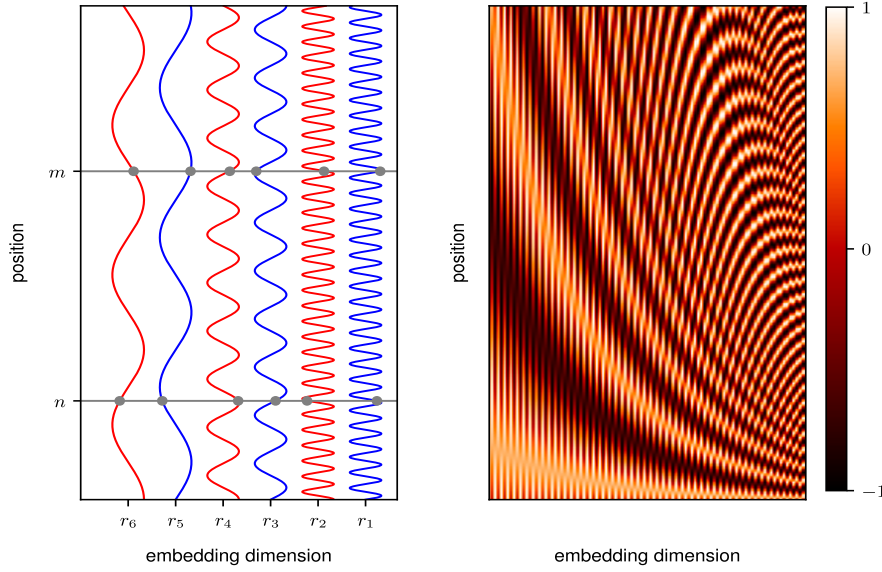 position
m
n
r₆ r₅ r₄ r₃ r₂ r₁
embedding dimension
position
embedding dimension
1
0
−1